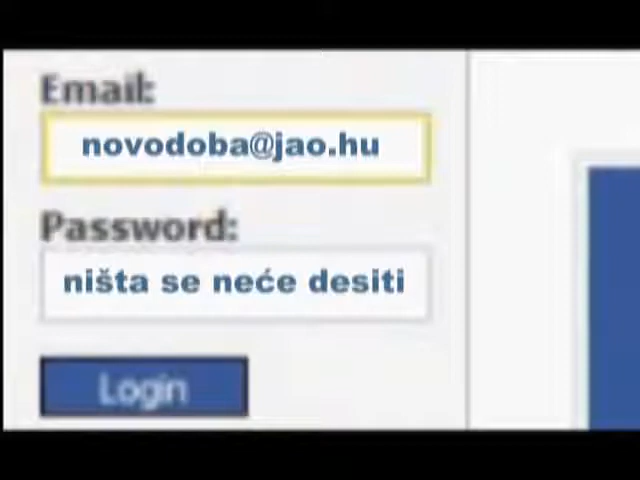 Email:
novodoba@jao.hu
Password:
ništa se neće desiti
Login